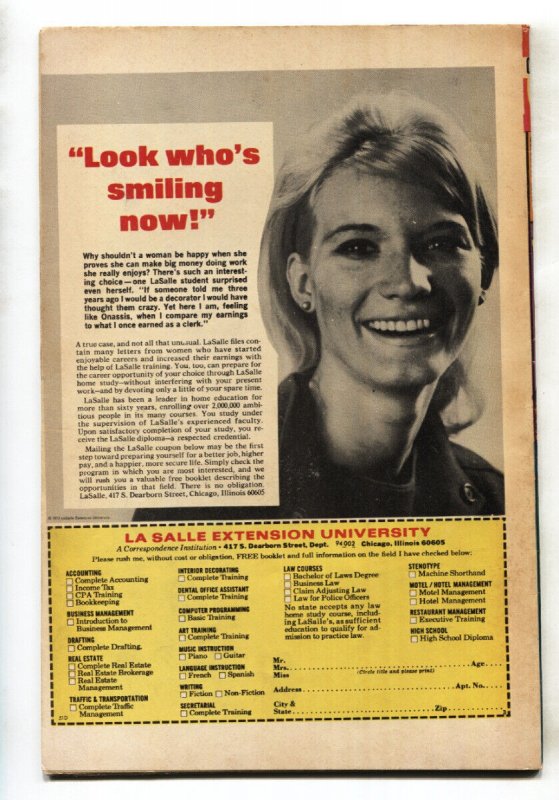 “Look who’s
smiling
now!”
Why shouldn’t a woman be happy when she
proves she can make big money doing work
she really enjoys? There’s such an interest-
ing choice—one LaSalle student surprised
even herself. “If someone told me three
years ago I would be a decorator I would have
thought them crazy. Yet here I am, feeling
like Onassis, when I compare my earnings
to what I once earned as a clerk.”
A true case, and not all that unusual. LaSalle files con-
tain many letters from women who have started
enjoyable careers and increased their earnings with
the help of LaSalle training. You, too, can prepare for
the career opportunity of your choice through LaSalle
home study—without interfering with your present
work—and by devoting only a little of your spare time.
LaSalle has been a leader in home education for
more than sixty years, enrolling over 2,000,000 ambi-
tious people in its many courses. You study under
the supervision of LaSalle’s experienced faculty.
Upon satisfactory completion of your study, you re-
ceive the LaSalle diploma—a respected credential.
Mailing the LaSalle coupon below may be the first
step toward preparing yourself for a better job, higher
pay, and a happier, more secure life. Simply check the
program in which you are most interested, and we
will rush you a valuable free booklet describing the
opportunities in that field. There is no obligation.
LaSalle, 417 S. Dearborn Street, Chicago, Illinois 60605
LaSalle Extension University
LA SALLE EXTENSION UNIVERSITY
A Correspondence Institution • 417 S. Dearborn Street, Dept. 94-002 Chicago, Illinois 60605
Please rush me, without cost or obligation, FREE booklet and full information on the field I have checked below:
ACCOUNTING
Complete Accounting
Income Tax
CPA Training
Bookkeeping
BUSINESS MANAGEMENT
Introduction to
Business Management
DRAFTING
Complete Drafting.
REAL ESTATE
Complete Real Estate
Real Estate Brokerage
Real Estate
Management
TRAFFIC & TRANSPORTATION
Complete Traffic
Management
INTERIOR DECORATING
Complete Training
DENTAL OFFICE ASSISTANT
Complete Training
COMPUTER PROGRAMMING
Basic Training
ART TRAINING
Complete Training
MUSIC INSTRUCTION
Piano Guitar
LANGUAGE INSTRUCTION
French Spanish
WRITING
Fiction Non-Fiction
SECRETARIAL
Complete Training
LAW COURSES
Bachelor of Laws Degree
Business Law
Claim Adjusting Law
Law for Police Officers
No state accepts any law
home study course, includ-
ing LaSalle’s, as sufficient
education to qualify for ad-
mission to practice law.
STENOTYPE
Machine Shorthand
MOTEL / HOTEL MANAGEMENT
Motel Management
Hotel Management
RESTAURANT MANAGEMENT
Executive Training
HIGH SCHOOL
High School Diploma
Mr.
Mrs. Age
Miss (Circle title and please print)
Address Apt. No.
City &
State Zip